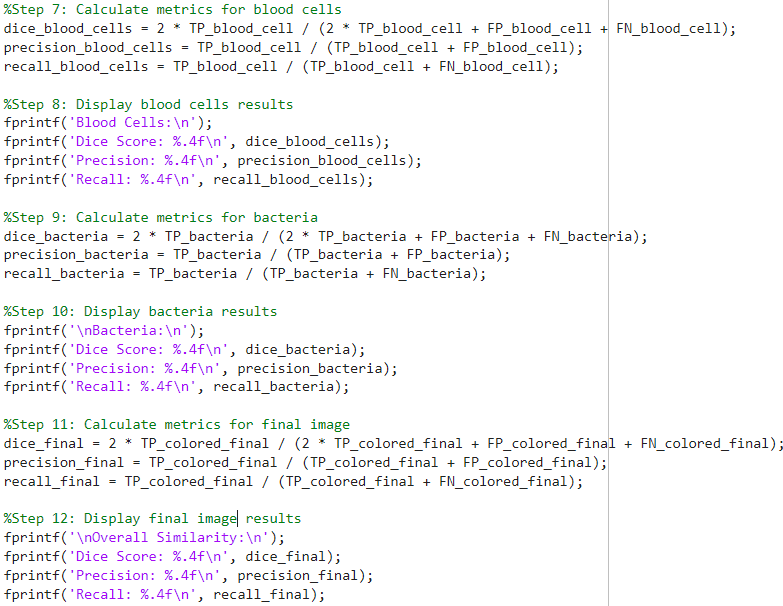 %Step 7: Calculate metrics for blood cells
dice_blood_cells = 2 * TP_blood_cell / (2 * TP_blood_cell + FP_blood_cell + FN_blood_cell);
precision_blood_cells = TP_blood_cell / (TP_blood_cell + FP_blood_cell);
recall_blood_cells = TP_blood_cell / (TP_blood_cell + FN_blood_cell);
%Step 8: Display blood cells results
fprintf('Blood Cells:\n');
fprintf('Dice Score: %.4f\n', dice_blood_cells);
fprintf('Precision: %.4f\n', precision_blood_cells);
fprintf('Recall: %.4f\n', recall_blood_cells);
%Step 9: Calculate metrics for bacteria
dice_bacteria = 2 * TP_bacteria / (2 * TP_bacteria + FP_bacteria + FN_bacteria);
precision_bacteria = TP_bacteria / (TP_bacteria + FP_bacteria);
recall_bacteria = TP_bacteria / (TP_bacteria + FN_bacteria);
%Step 10: Display bacteria results
fprintf('\nBacteria:\n');
fprintf('Dice Score: %.4f\n', dice_bacteria);
fprintf('Precision: %.4f\n', precision_bacteria);
fprintf('Recall: %.4f\n', recall_bacteria);
%Step 11: Calculate metrics for final image
dice_final = 2 * TP_colored_final / (2 * TP_colored_final + FP_colored_final + FN_colored_final);
precision_final = TP_colored_final / (TP_colored_final + FP_colored_final);
recall_final = TP_colored_final / (TP_colored_final + FN_colored_final);
%Step 12: Display final image results
fprintf('\nOverall Similarity:\n');
fprintf('Dice Score: %.4f\n', dice_final);
fprintf('Precision: %.4f\n', precision_final);
fprintf('Recall: %.4f\n', recall_final);